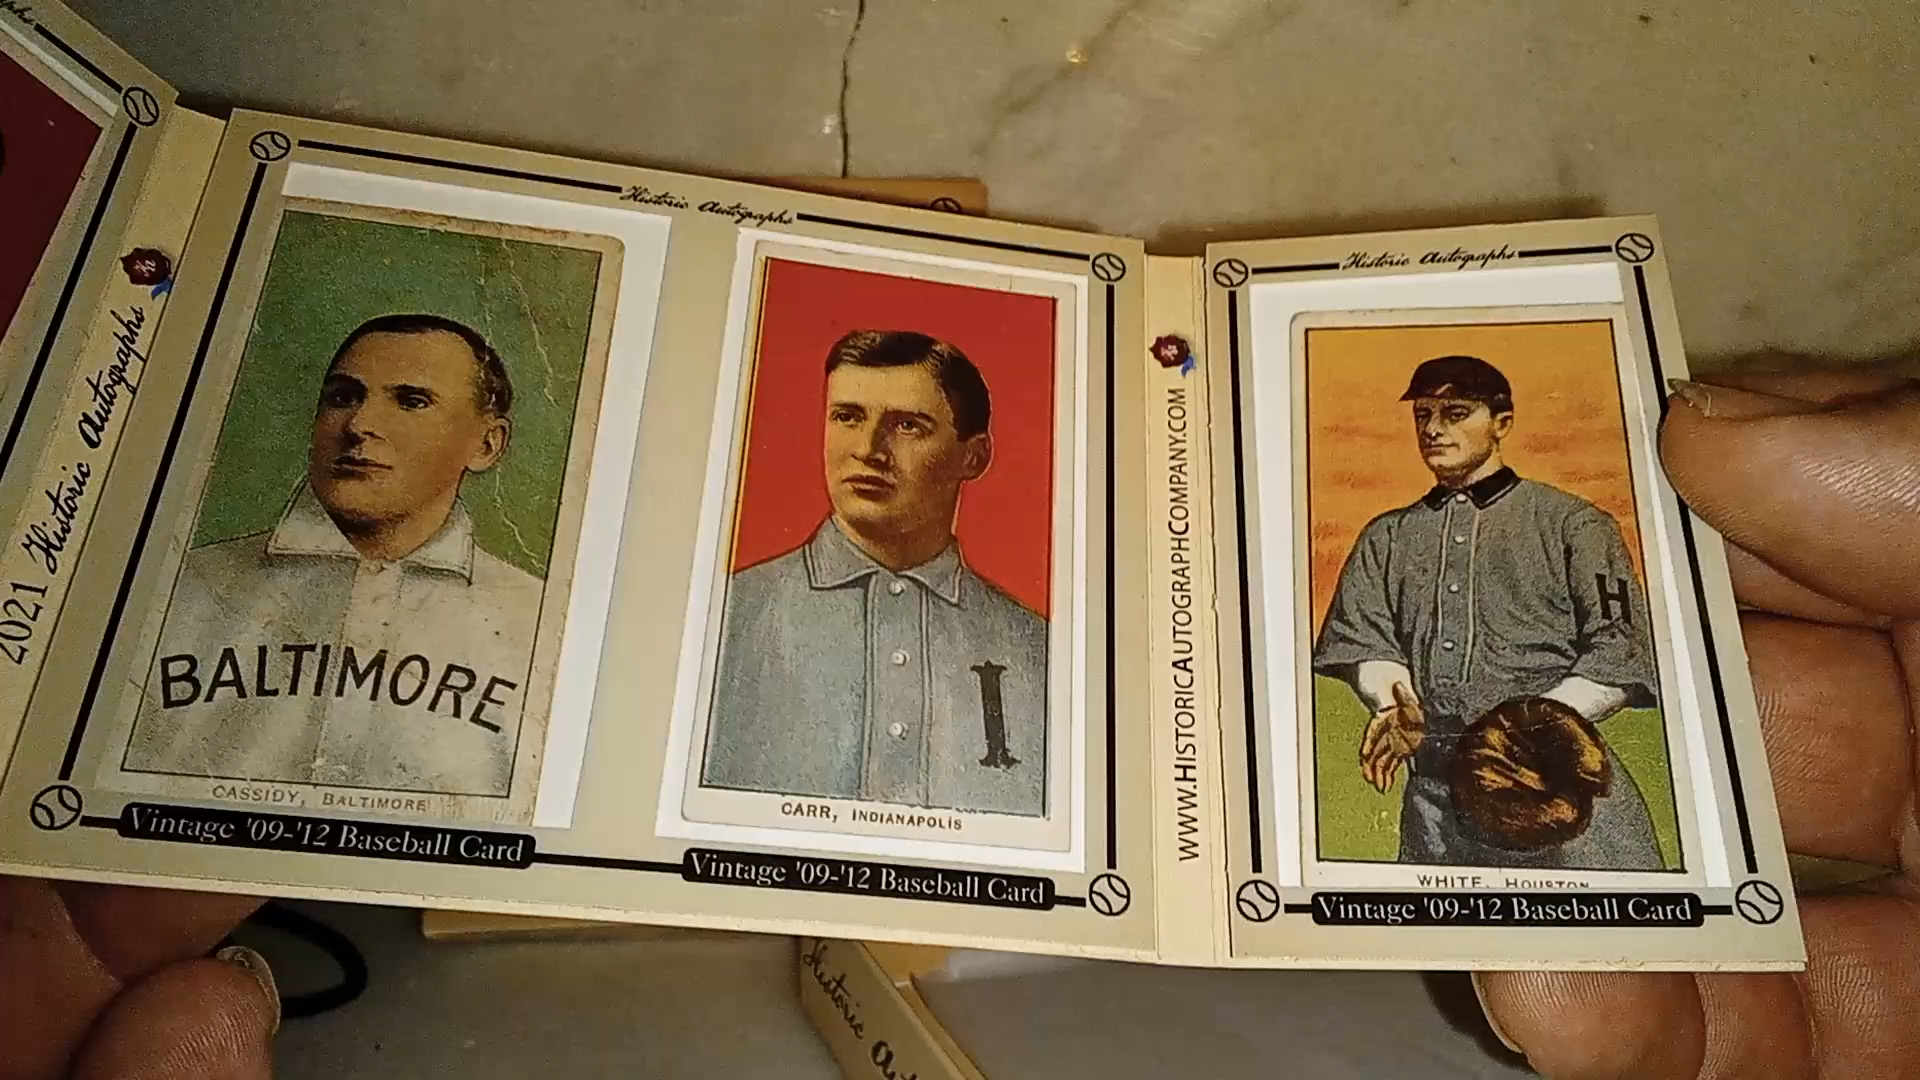 2021 Historic Autographs
Historic Autographs
BALTIMORE
CASSIDY, BALTIMORE
Vintage '09-'12 Baseball Card
I
CARR, INDIANAPOLIS
Vintage '09-'12 Baseball Card
WWW.HISTORICAUTOGRAPHCOMPANY.COM
Historic Autographs
H
WHITE, HOUSTON
Vintage '09-'12 Baseball Card
Historic